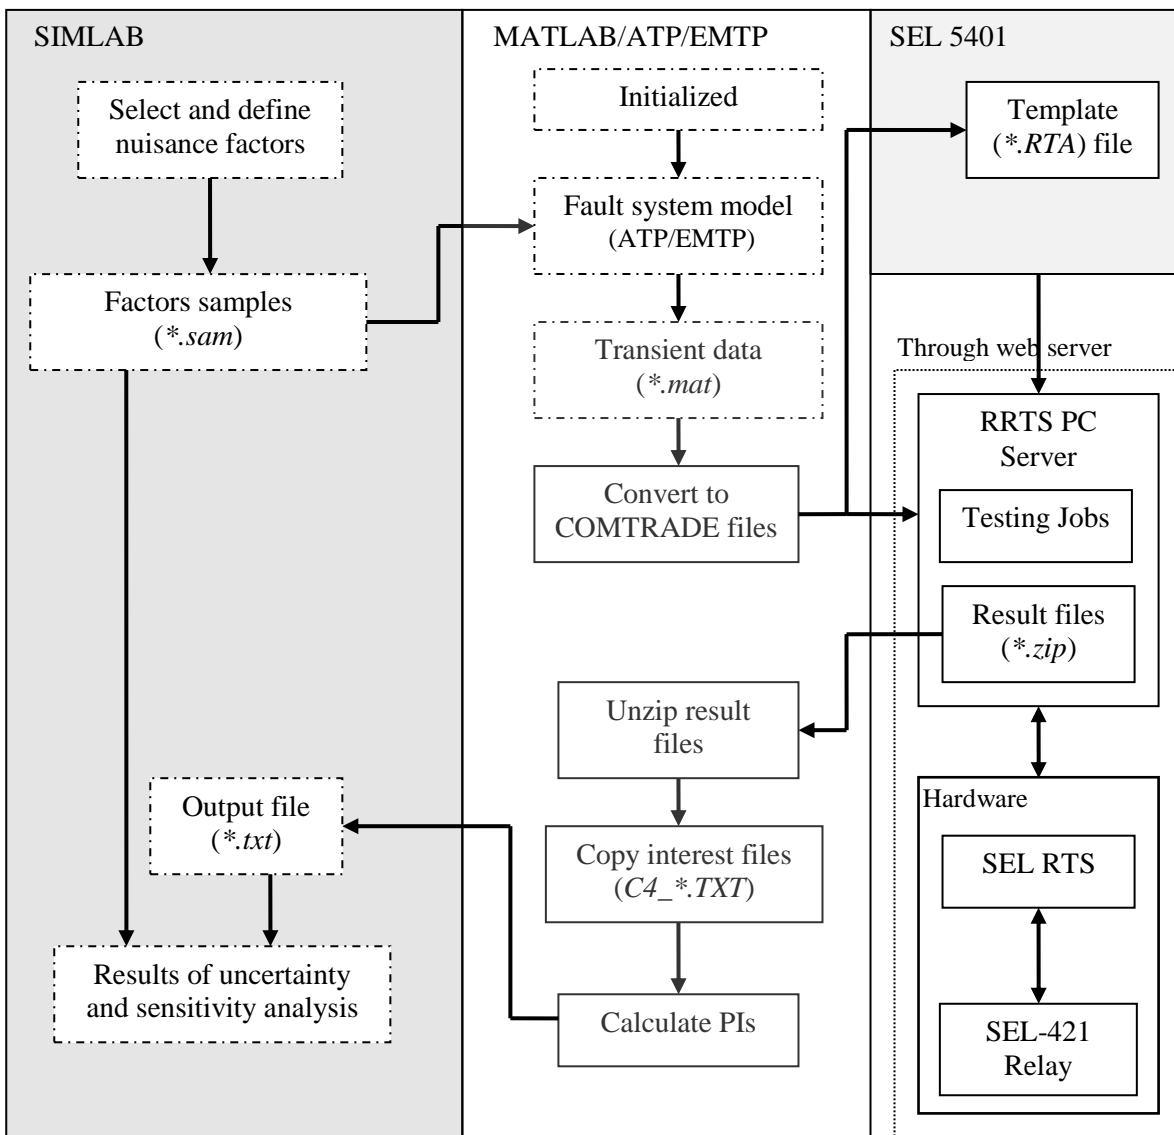 SIMLAB
Select and define
nuisance factors
Factors samples
(*.sam)
Output file
(*.txt)
Results of uncertainty
and sensitivity analysis
MATLAB/ATP/EMTP
Initialized
Fault system model
(ATP/EMTP)
Transient data
(*.mat)
Convert to
COMTRADE files
Unzip result
files
Copy interest files
(C4_*.TXT)
Calculate PIs
SEL 5401
Template
(*.RTA) file
Through web server
RRTS PC
Server
Testing Jobs
Result files
(*.zip)
Hardware
SEL RTS
SEL-421
Relay